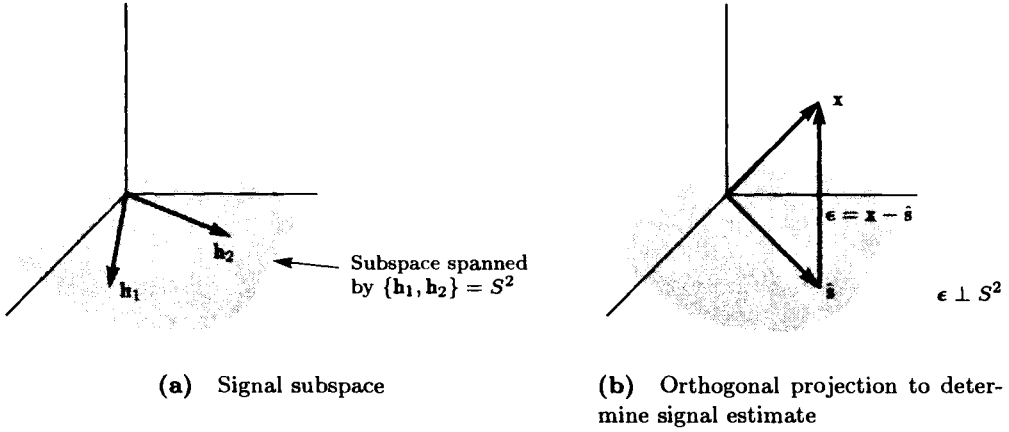 h₁
h₂
Subspace spanned
by {h₁, h₂} = S²
(a) Signal subspace
x
ϵ = x − ŝ
ŝ
ϵ ⊥ S²
(b) Orthogonal projection to deter-
mine signal estimate